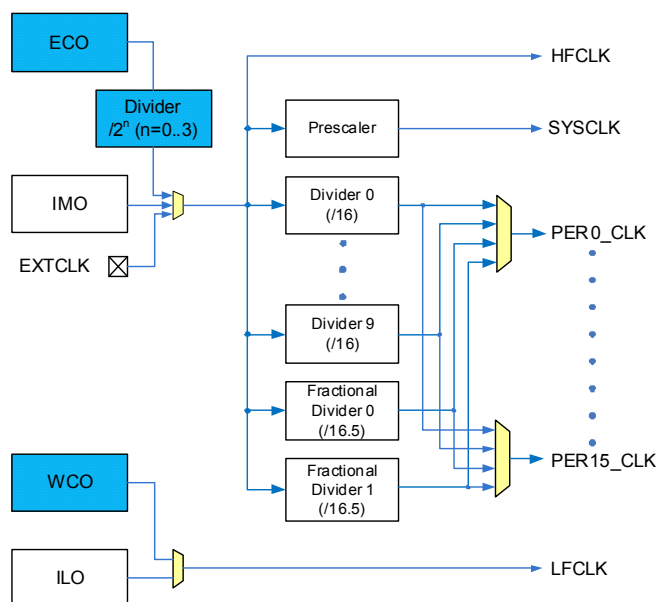 ECO
HFCLK
Divider
/2ⁿ (n=0..3)
Prescaler
SYSCLK
IMO
Divider 0
(/16)
PER0_CLK
EXTCLK
Divider 9
(/16)
Fractional
Divider 0
(/16.5)
WCO
Fractional
Divider 1
(/16.5)
PER15_CLK
ILO
LFCLK